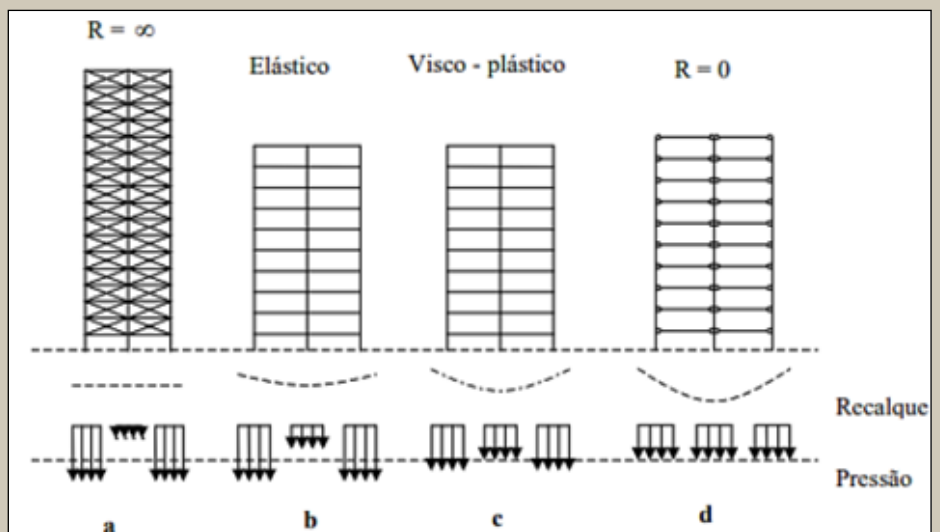 R = ∞
Elástico
Visco - plástico
R = 0
Recalque
Pressão
a
b
c
d